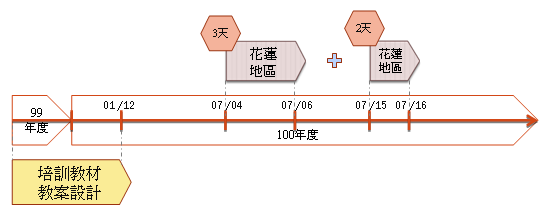 3天
花蓮
地區
2天
花蓮
地區
99
年度
01/12
07/04
07/06
07/15
07/16
100年度
培訓教材
教案設計